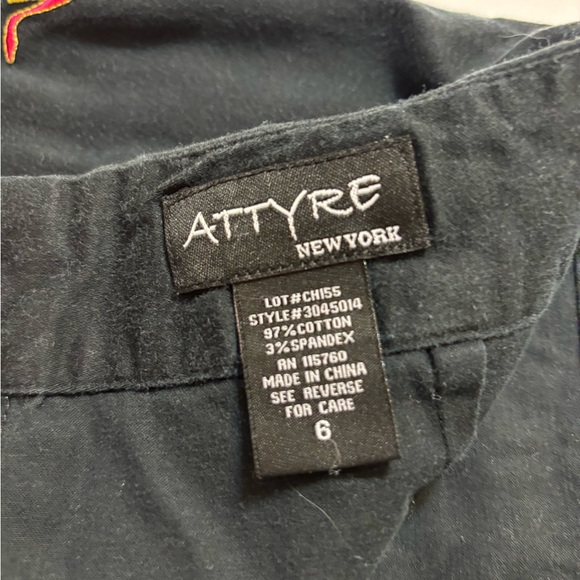 ATTYRE
NEW YORK
LOT#CH155
STYLE#3045014
97%COTTON
3%SPANDEX
RN 115760
MADE IN CHINA
SEE REVERSE
FOR CARE
6